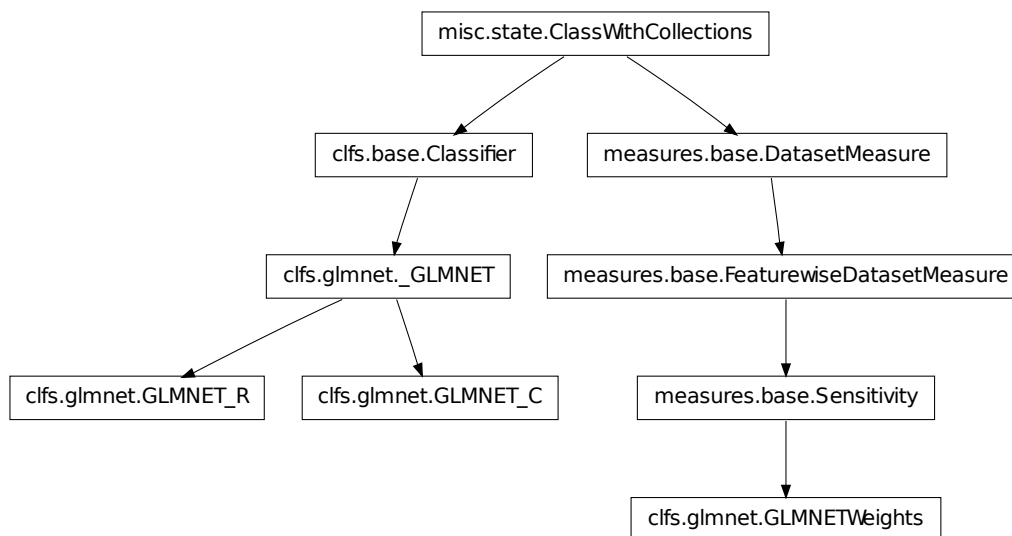 misc.state.ClassWithCollections
clfs.base.Classifier
measures.base.DatasetMeasure
clfs.glmnet._GLMNET
measures.base.FeaturewiseDatasetMeasure
clfs.glmnet.GLMNET_R
clfs.glmnet.GLMNET_C
measures.base.Sensitivity
clfs.glmnet.GLMNETWeights